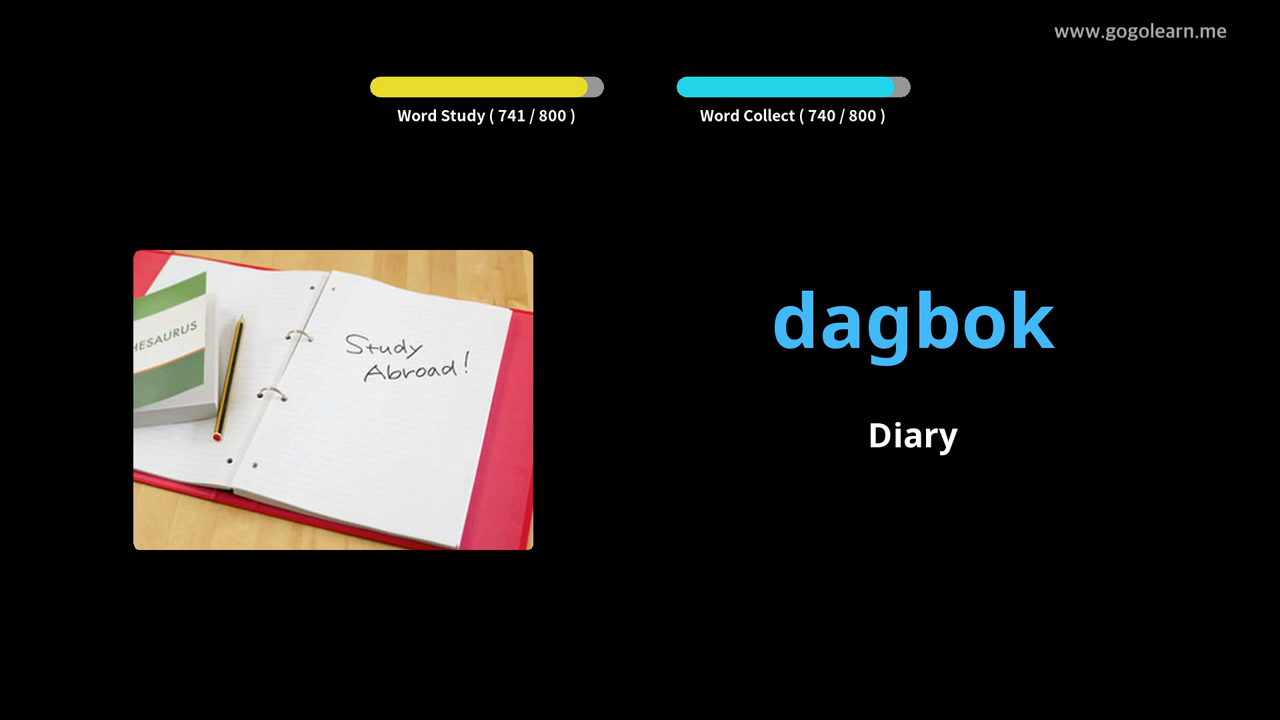 www.gogolearn.me
Word Study ( 741 / 800 )
Word Collect ( 740 / 800 )
HESAURUS
Study
Abroad!
dagbok
Diary